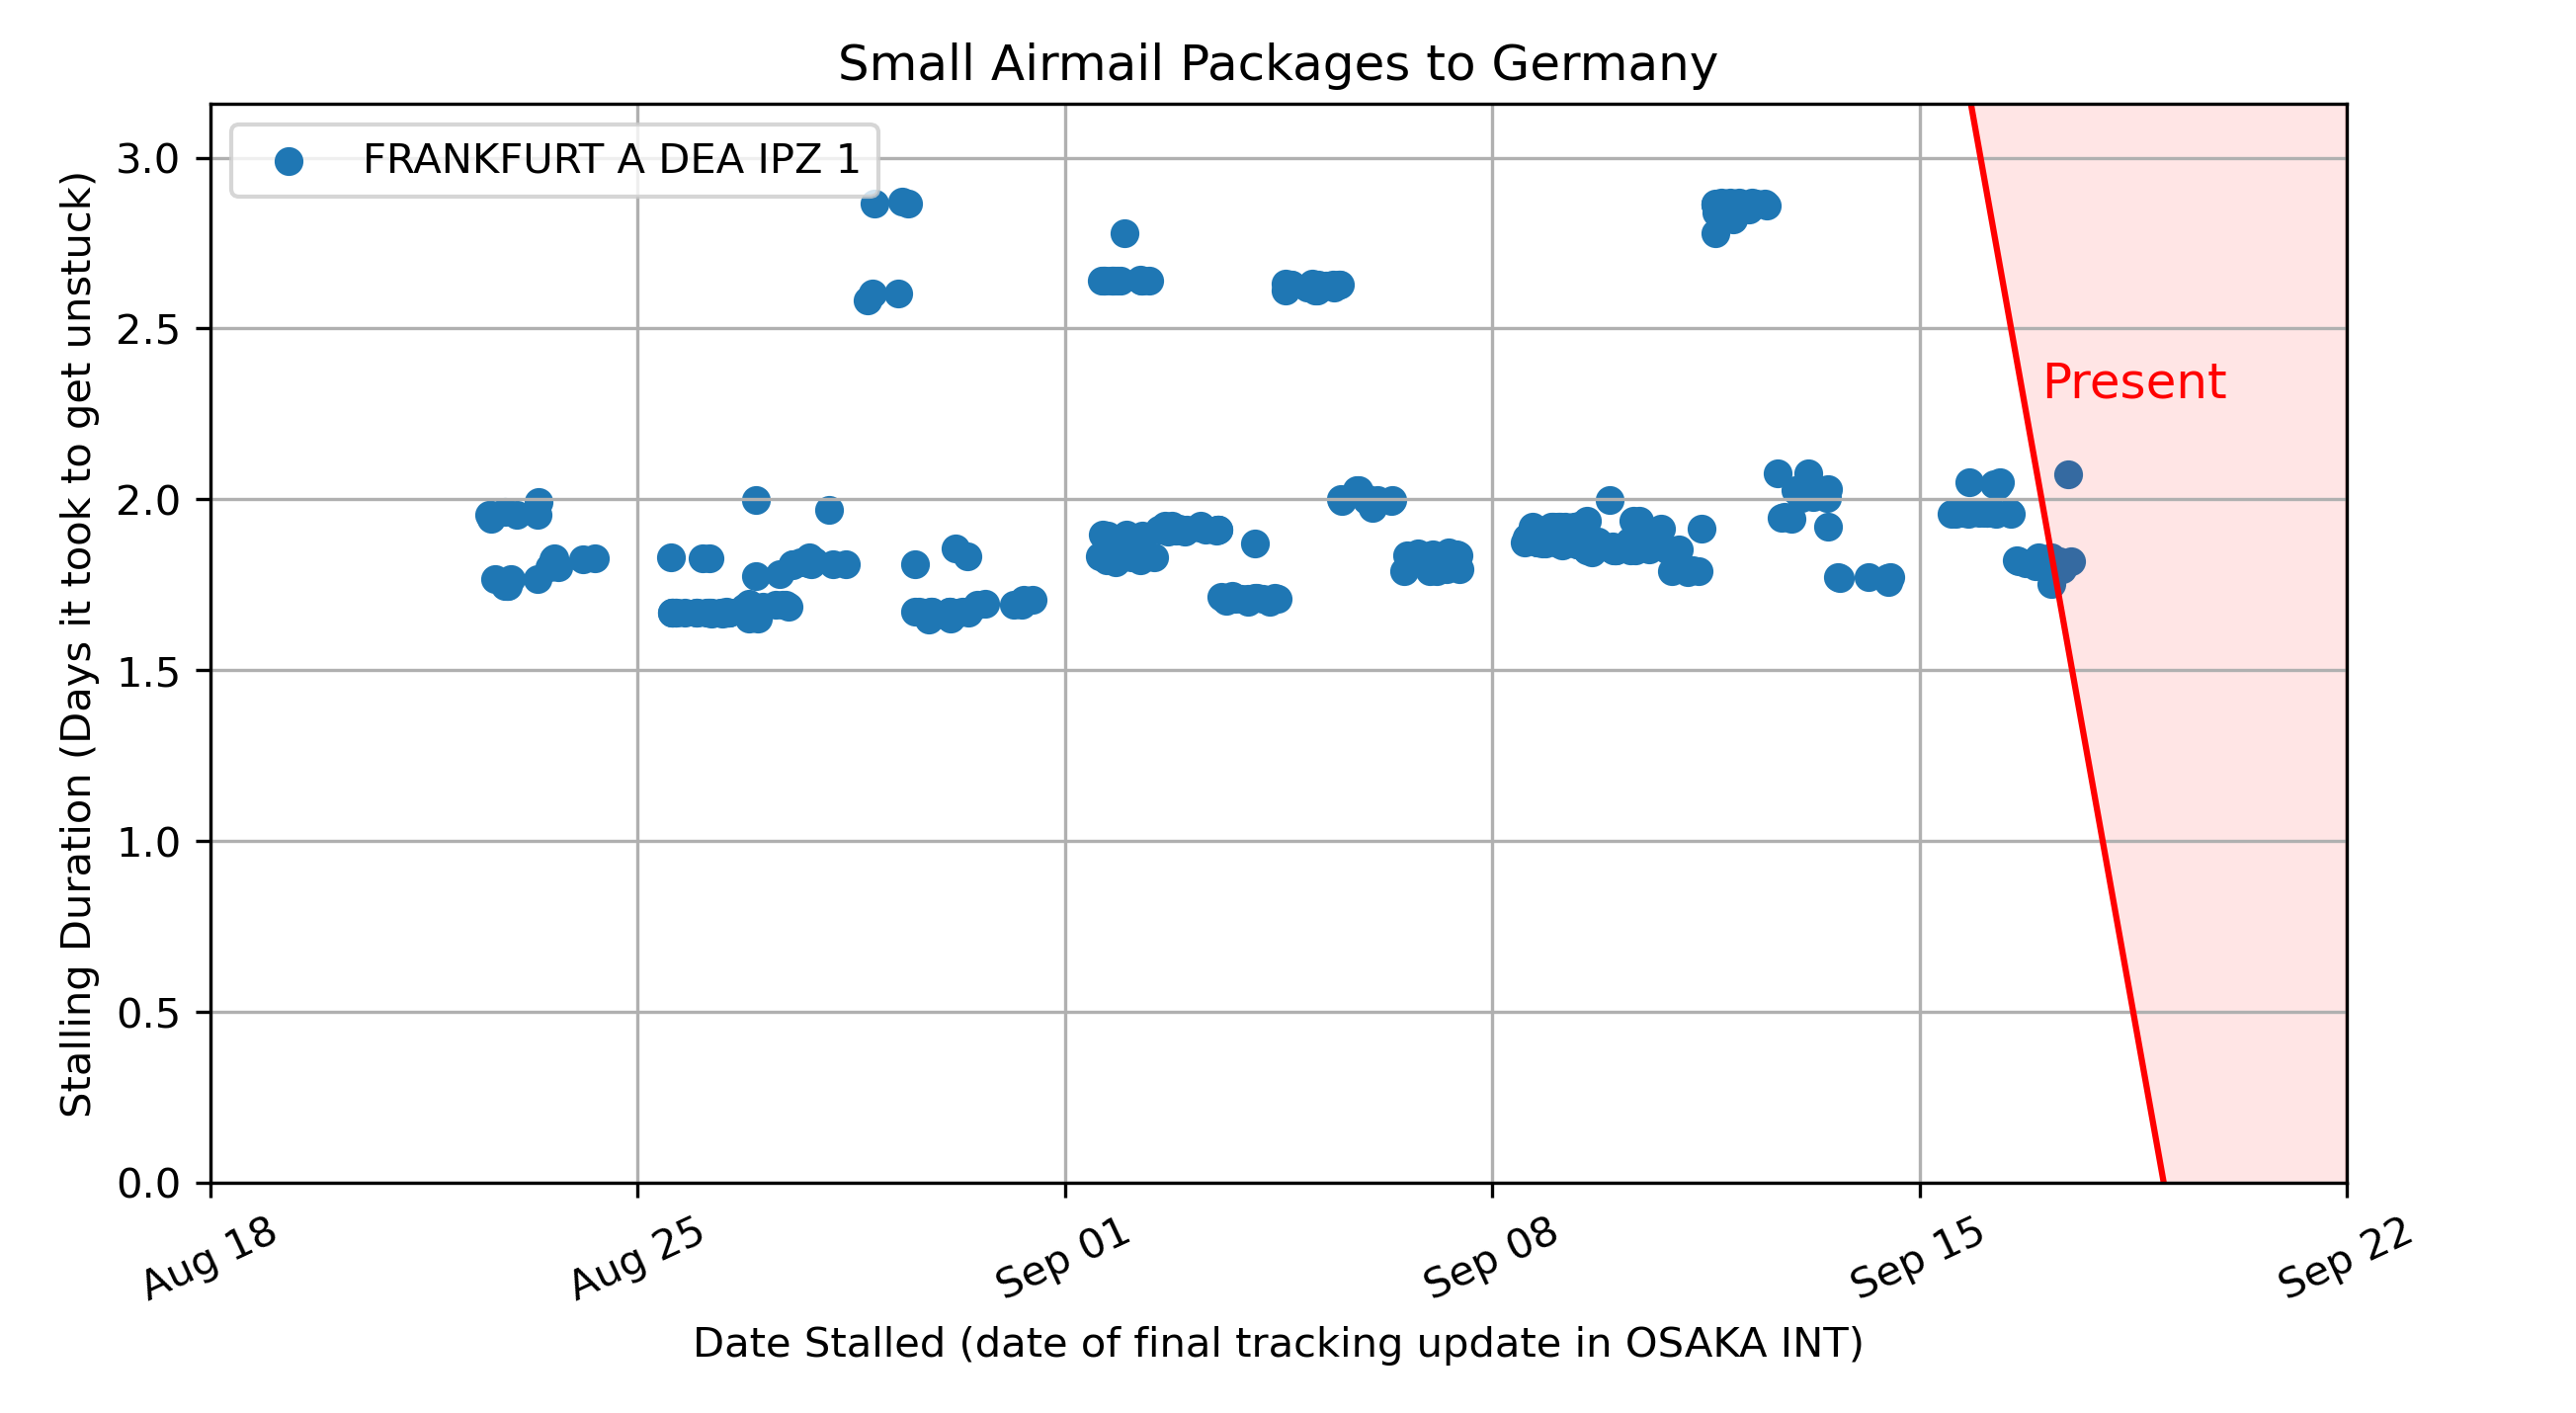 Small Airmail Packages to Germany
FRANKFURT A DEA IPZ 1
Present
Stalling Duration (Days it took to get unstuck)
3.0
2.5
2.0
1.5
1.0
0.5
0.0
Aug 18
Aug 25
Sep 01
Sep 08
Sep 15
Sep 22
Date Stalled (date of final tracking update in OSAKA INT)